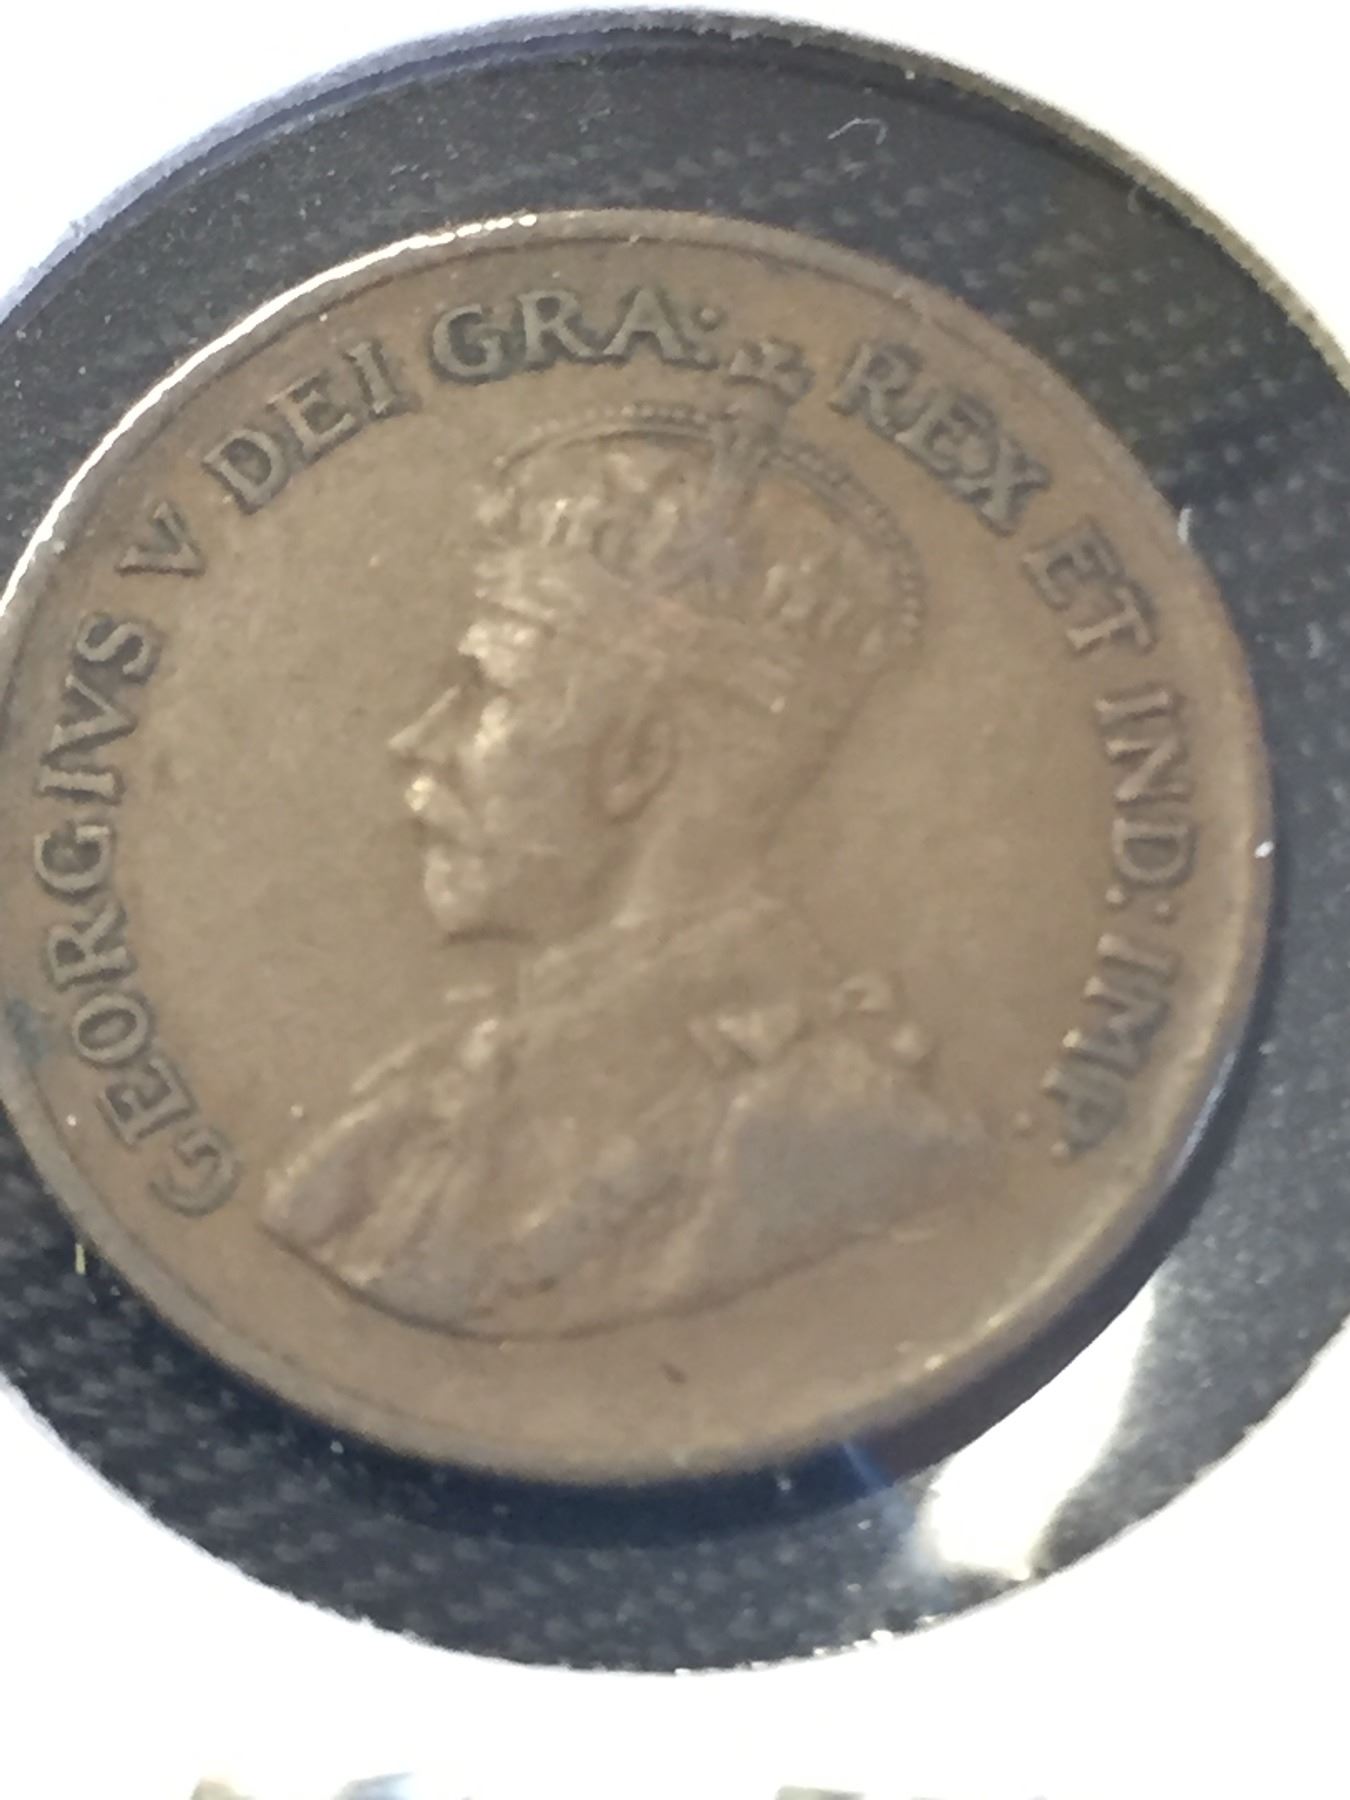 GEORGIVS V DEI GRA: REX ET IND: IMP: